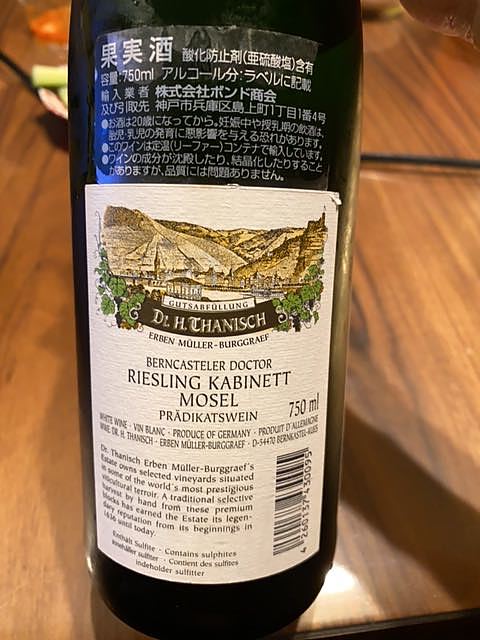 果実酒 酸化防止剤(亜硫酸塩)含有
容量:750ml アルコール分:ラベルに記載
輸入業者 株式会社ボンド商会
及び引取先 神戸市兵庫区島上町1丁目1番4号
●お酒は20歳になってから。妊娠中や授乳期の飲酒は、
胎児・乳児の発育に悪影響を与える恐れがあります。
●このワインは定温(リーファー)コンテナで輸入しています。
●ワインの成分が沈殿したり、結晶化したりすること
がありますが、品質には問題ありません。
GUTSABFÜLLUNG
DR. H. THANISCH
ERBEN MÜLLER-BURGGRAEF
BERNCASTELER DOCTOR
RIESLING KABINETT
MOSEL
PRÄDIKATSWEIN 750 ml
WHITE WINE · VIN BLANC · PRODUCE OF GERMANY · PRODUIT D'ALLEMAGNE
WWE. DR. H. THANISCH · ERBEN MÜLLER-BURGGRAEF · D-54470 BERNKASTEL-KUES
Dr. Thanisch Erben Müller-Burggraef's
Estate owns selected vineyards situated
in some of the world's most prestigious
viticultural terroir. A traditional selective
harvest by hand from these premium
blocks has earned the Estate its legen-
dary reputation from its beginnings in
1636 until today.
Enthält Sulfite · Contains sulphites
Innehåller sulfiter · Contient des sulfites
indeholder sulfitter
4 260137 430095